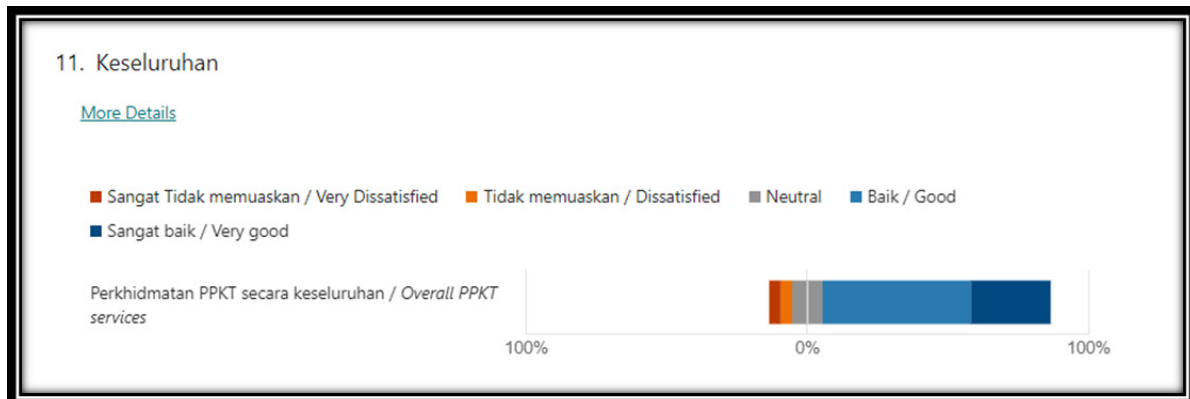 11. Keseluruhan
More Details
Sangat Tidak memuaskan / Very Dissatisfied Tidak memuaskan / Dissatisfied Neutral Baik / Good
Sangat baik / Very good
Perkhidmatan PPKT secara keseluruhan / Overall PPKT
services
100% 0% 100%